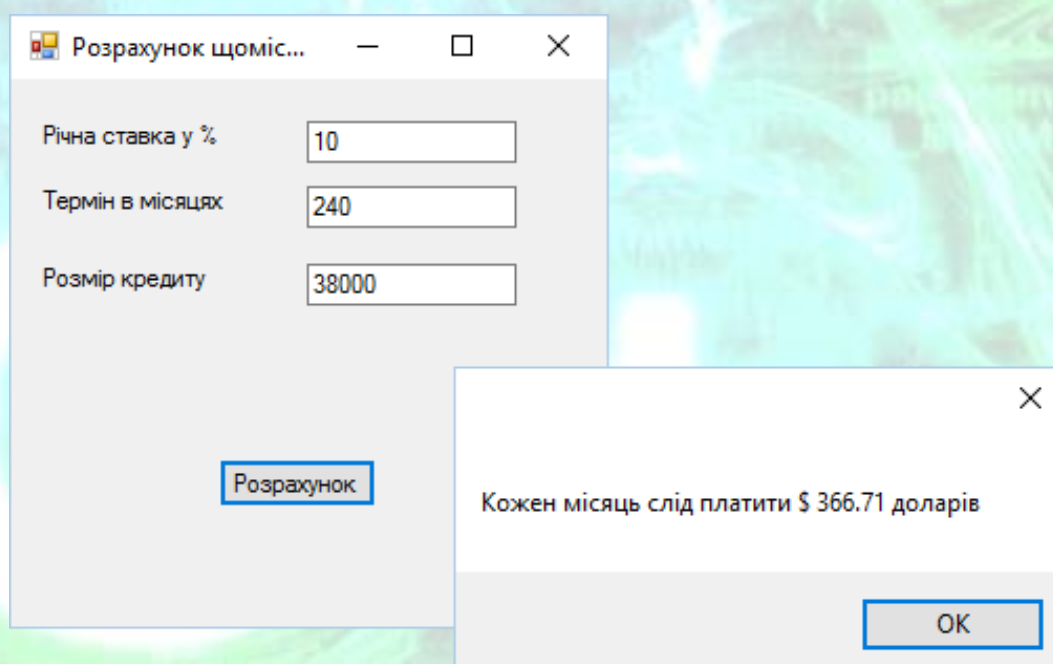 Розрахунок щоміс...
Річна ставка у %
10
Термін в місяцях
240
Розмір кредиту
38000
Розрахунок
Кожен місяць слід платити $ 366.71 доларів
OK